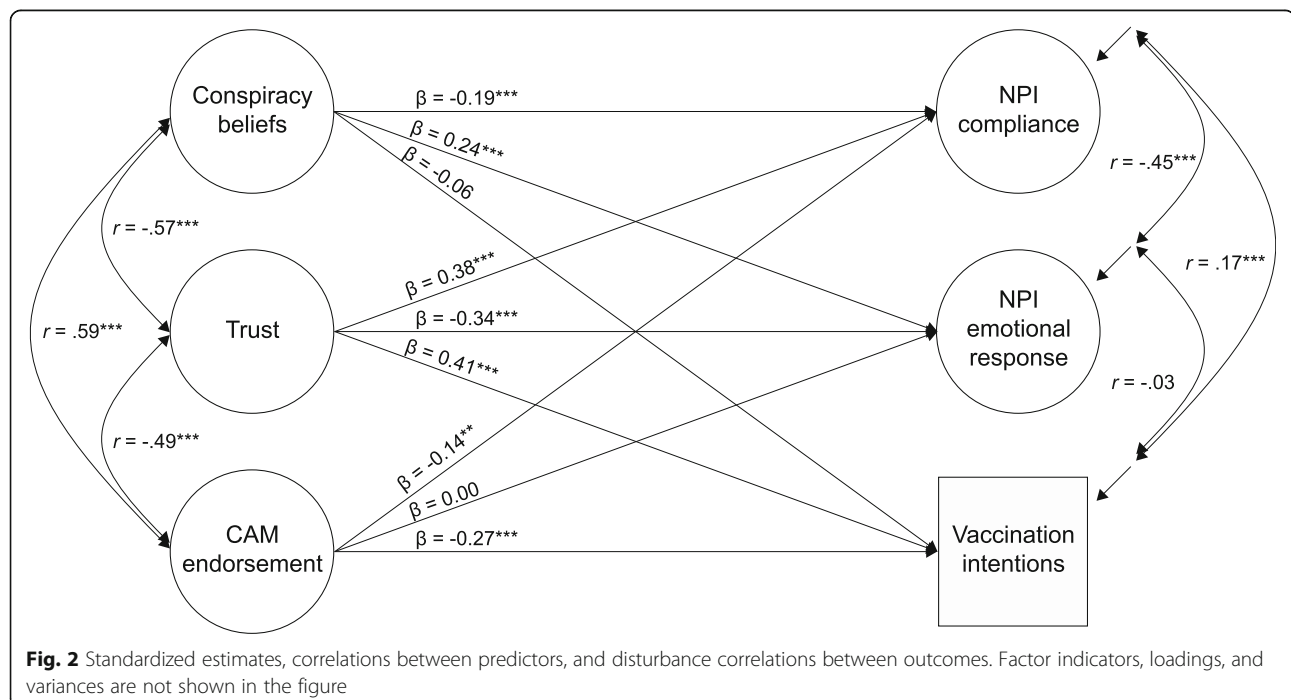 Conspiracy
beliefs
Trust
CAM
endorsement
r = -.57***
r = .59***
r = -.49***
β = -0.19***
β = 0.24***
β = -0.06
β = 0.38***
β = -0.34***
β = 0.41***
β = -0.14**
β = 0.00
β = -0.27***
NPI
compliance
NPI
emotional
response
Vaccination
intentions
r = -.45***
r = .17***
r = -.03
Fig. 2 Standardized estimates, correlations between predictors, and disturbance correlations between outcomes. Factor indicators, loadings, and
variances are not shown in the figure